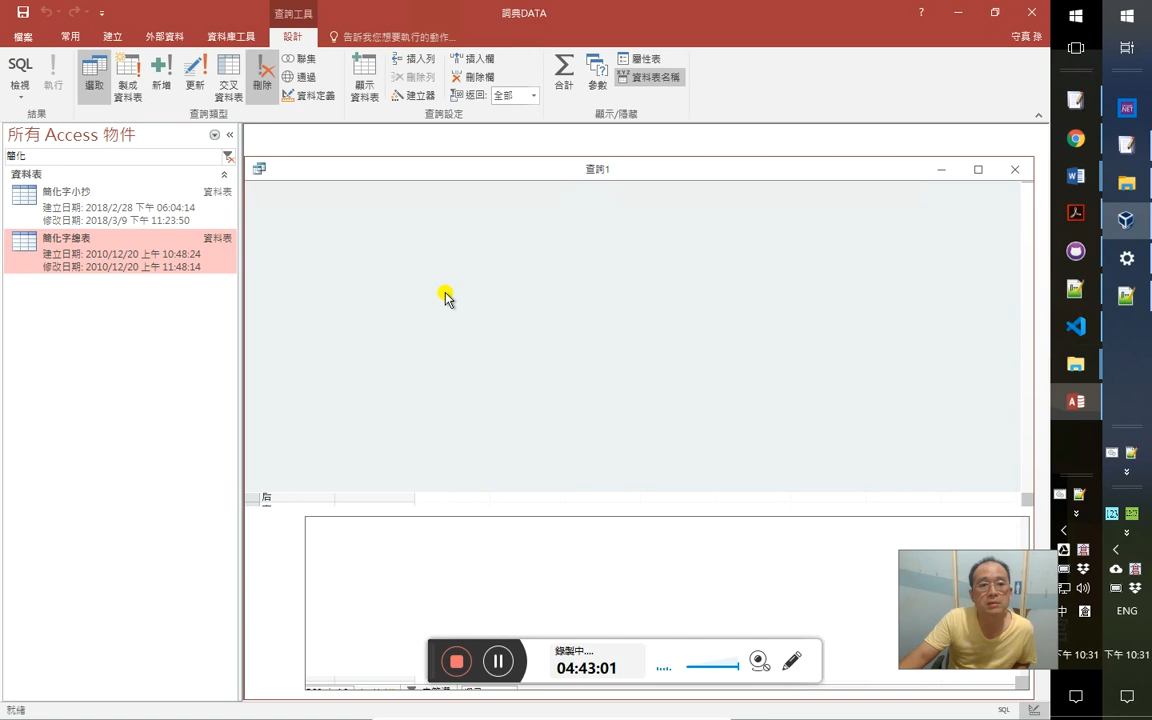 查詢工具
詞典DATA
?
檔案
常用
建立
外部資料
資料庫工具
設計
告訴我您想要執行的動作...
守真 孫
SQL
檢視
執行
選取
製成
資料表
新增
更新
交叉
資料表
刪除
聯集
通過
資料定義
顯示
資料表
插入列
刪除列
建立器
插入欄
刪除欄
返回: 全部
合計
參數
屬性表
資料表名稱
結果
查詢類型
查詢設定
顯示/隱藏
所有 Access 物件
簡化
資料表
簡化字小抄
資料表
建立日期: 2018/2/28 下午 06:04:14
修改日期: 2018/3/9 下午 11:23:50
簡化字總表
資料表
建立日期: 2010/12/20 上午 10:48:24
修改日期: 2010/12/20 上午 11:48:14
查詢1
后
錄製中....
04:43:01
ENG
下午 10:31
下午 10:31
就緒
SQL